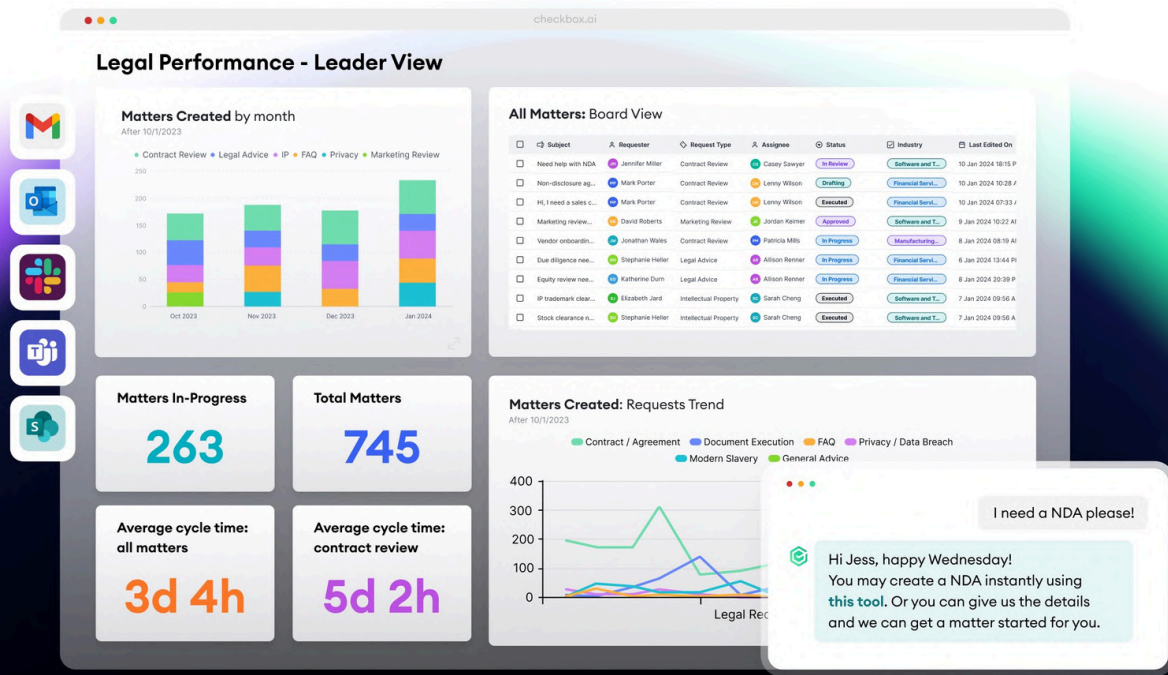 checkbox.ai
Legal Performance - Leader View
Matters Created by month
After 10/1/2023
Contract Review Legal Advice IP FAQ Privacy Marketing Review
250
200
150
100
50
0
Oct 2023 Nov 2023 Dec 2023 Jan 2024
All Matters: Board View
Subject Requester Request Type Assignee Status Industry Last Edited On
Need help with NDA Jennifer Miller Contract Review Casey Sawyer In Review Software and T... 10 Jan 2024 18:15 P
Non-disclosure ag... Mark Porter Contract Review Lenny Wilson Drafting Financial Servi... 10 Jan 2024 10:28 A
Hi, I need a sales c... Mark Porter Contract Review Lenny Wilson Executed Financial Servi... 10 Jan 2024 07:33 A
Marketing review... David Roberts Marketing Review Jordan Keimer Approved Software and T... 9 Jan 2024 10:22 A
Vendor onboardin... Jonathan Wales Contract Review Patricia Mills In Progress Manufacturing... 8 Jan 2024 08:19 A
Due diligence nee... Stephanie Heller Legal Advice Allison Renner In Progress Financial Servi... 6 Jan 2024 13:44 P
Equity review nee... Katherine Durn Legal Advice Allison Renner In Progress Financial Servi... 8 Jan 2024 20:39 P
IP trademark clear... Elizabeth Jard Intellectual Property Sarah Cheng Executed Software and T... 7 Jan 2024 09:56 A
Stock clearance n... Stephanie Heller Intellectual Property Sarah Cheng Executed Software and T... 7 Jan 2024 09:56 A
Matters In-Progress
263
Total Matters
745
Average cycle time:
all matters
3d 4h
Average cycle time:
contract review
5d 2h
Matters Created: Requests Trend
After 10/1/2023
Contract / Agreement Document Execution FAQ Privacy / Data Breach
Modern Slavery General Advice
400
300
200
100
0
Legal Rec
I need a NDA please!
Hi Jess, happy Wednesday!
You may create a NDA instantly using
this tool. Or you can give us the details
and we can get a matter started for you.